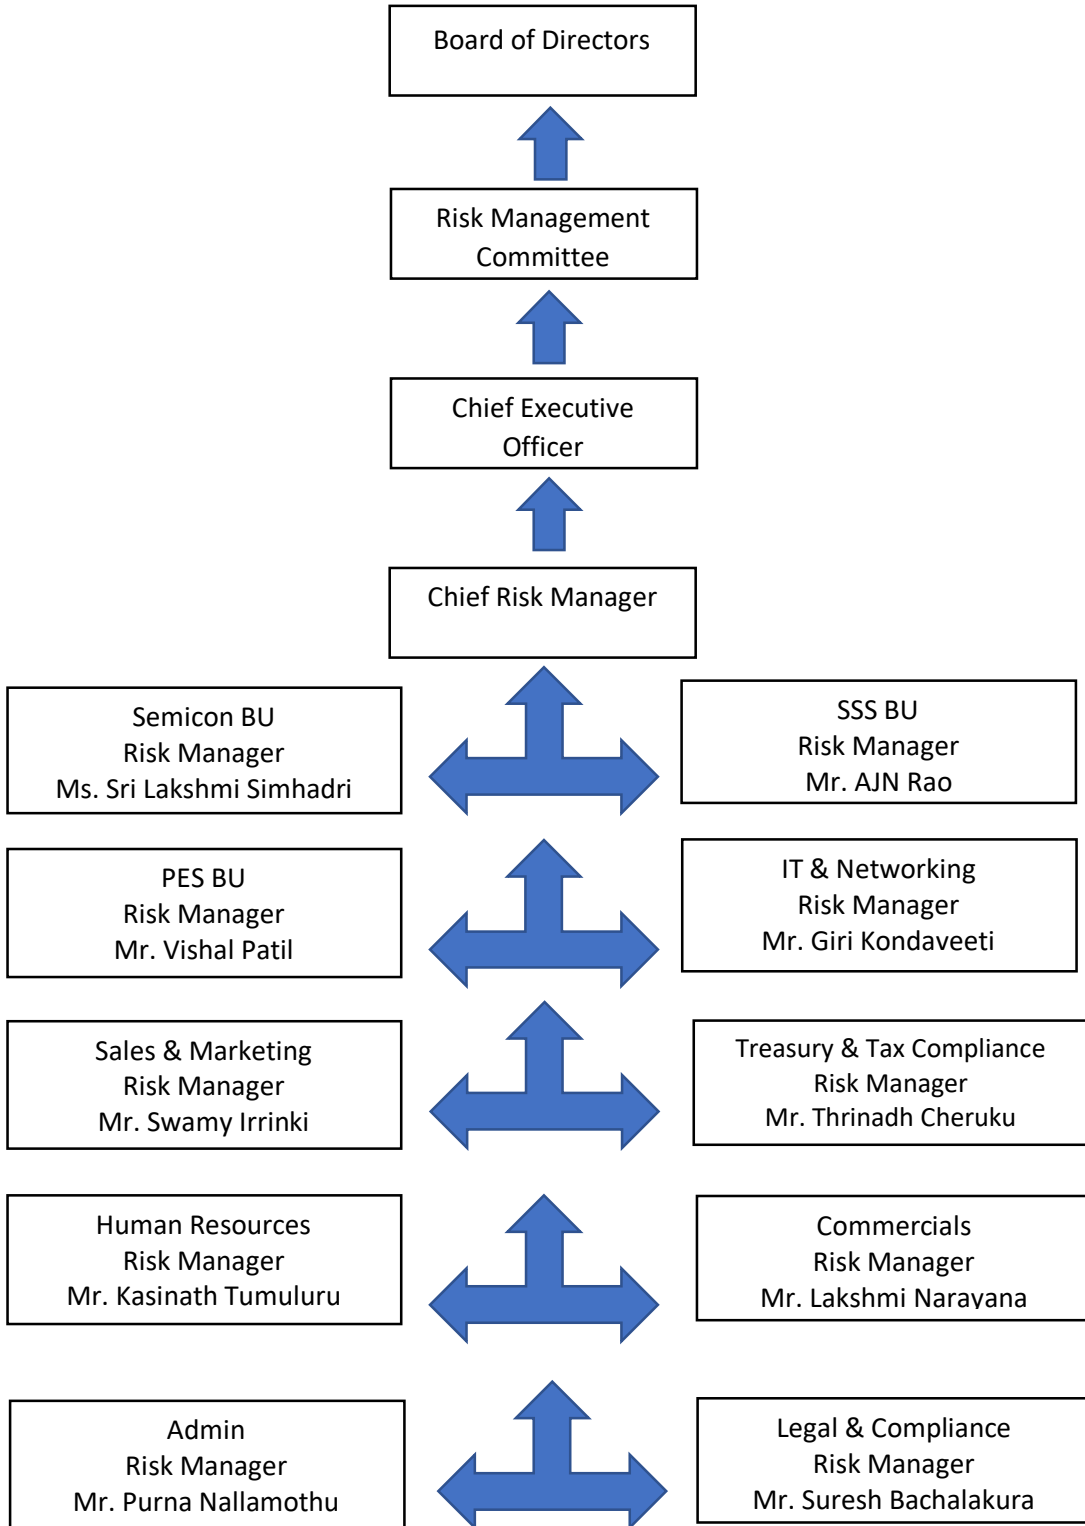 Board of Directors
Risk Management
Committee
Chief Executive
Officer
Chief Risk Manager
Semicon BU
Risk Manager
Ms. Sri Lakshmi Simhadri
SSS BU
Risk Manager
Mr. AJN Rao
PES BU
Risk Manager
Mr. Vishal Patil
IT & Networking
Risk Manager
Mr. Giri Kondaveeti
Sales & Marketing
Risk Manager
Mr. Swamy Irrinki
Treasury & Tax Compliance
Risk Manager
Mr. Thrinadh Cheruku
Human Resources
Risk Manager
Mr. Kasinath Tumuluru
Commercials
Risk Manager
Mr. Lakshmi Narayana
Admin
Risk Manager
Mr. Purna Nallamothu
Legal & Compliance
Risk Manager
Mr. Suresh Bachalakura